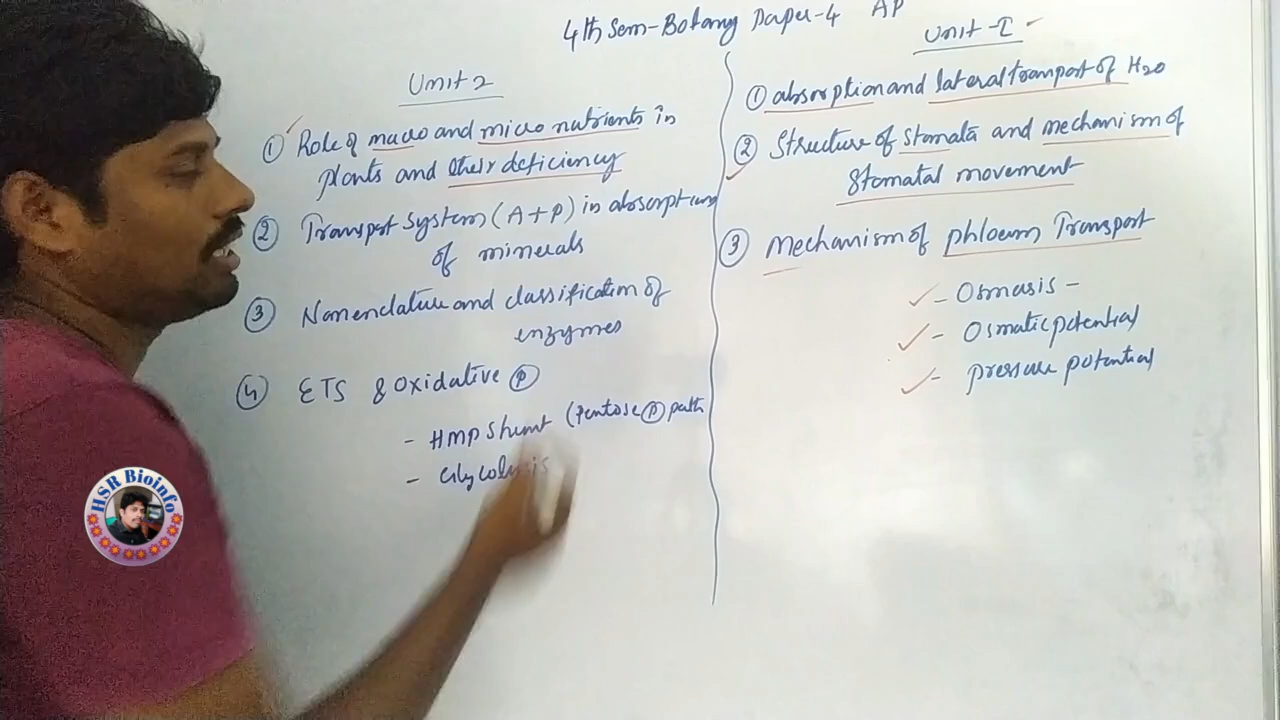 4th Sem-Botany Paper-4 AP
Unit 2
① Role of macro and micro nutrients in
plants and their deficiency
② Transport system (A+P) in absorption
of minerals
③ Nomenclature and classification of
enzymes
④ ETS & Oxidative Ⓟ
- HMP Shunt (Pentose Ⓟ path
- Glycolysis
Unit-I
① absorption and lateral transport of H2O
② Structure of stomata and mechanism of
Stomatal movement
③ Mechanism of phloem Transport
- Osmosis -
- Osmatic potential
- pressure potential
HSR Bioinfo